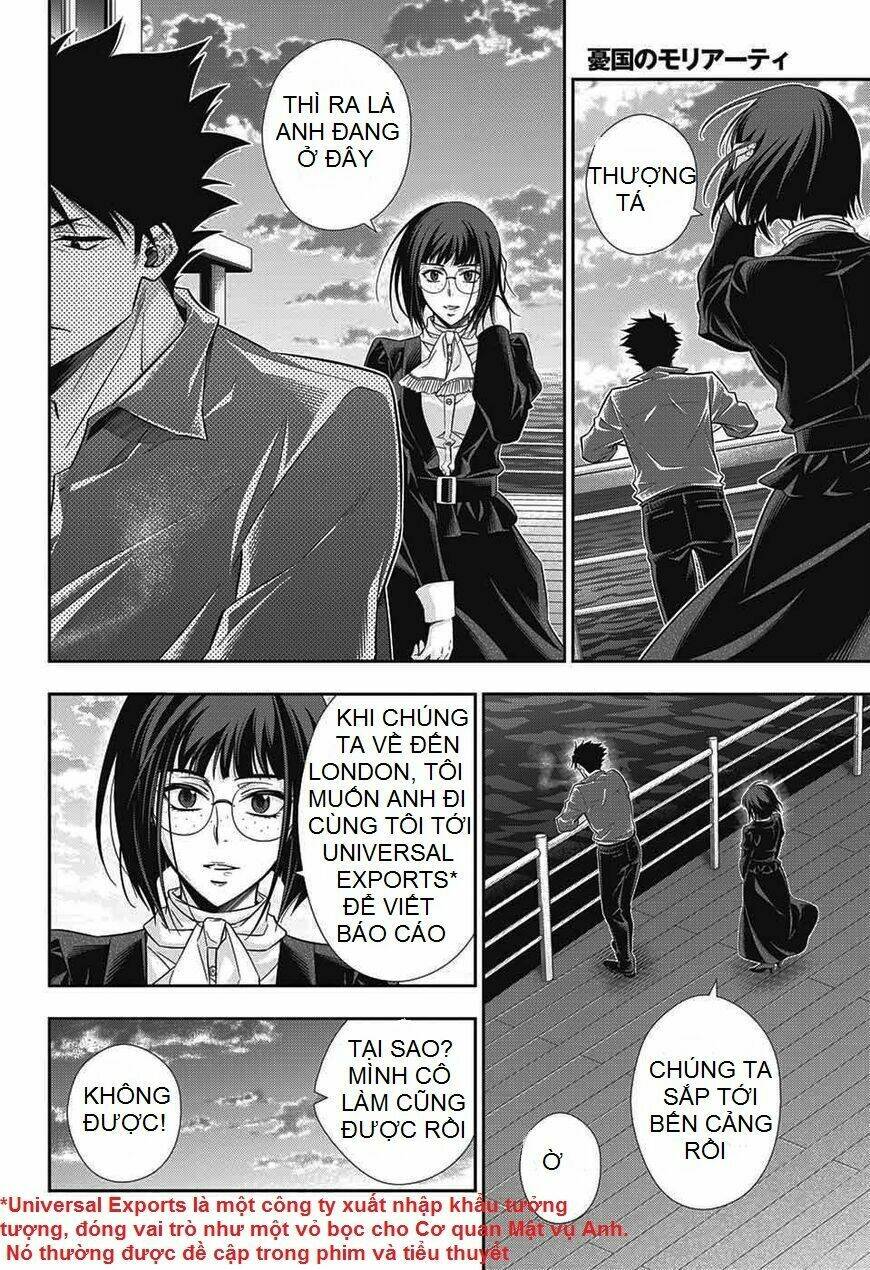 憂国のモリアーティ
THƯỢNG
TÁ
THÌ RA LÀ
ANH ĐANG
Ở ĐÂY
CHÚNG TA
SẮP TỚI
BẾN CẢNG
RỒI
Ờ
KHI CHÚNG
TA VỀ ĐẾN
LONDON, TÔI
MUỐN ANH ĐI
CÙNG TÔI TỚI
UNIVERSAL
EXPORTS*
ĐỂ VIẾT
BÁO CÁO
TẠI SAO?
MÌNH CÔ
LÀM CŨNG
ĐƯỢC RỒI
KHÔNG
ĐƯỢC!
*Universal Exports là một công ty xuất nhập khẩu tưởng
tượng, đóng vai trò như một vỏ bọc cho Cơ quan Mật vụ Anh.
Nó thường được đề cập trong phim và tiểu thuyết